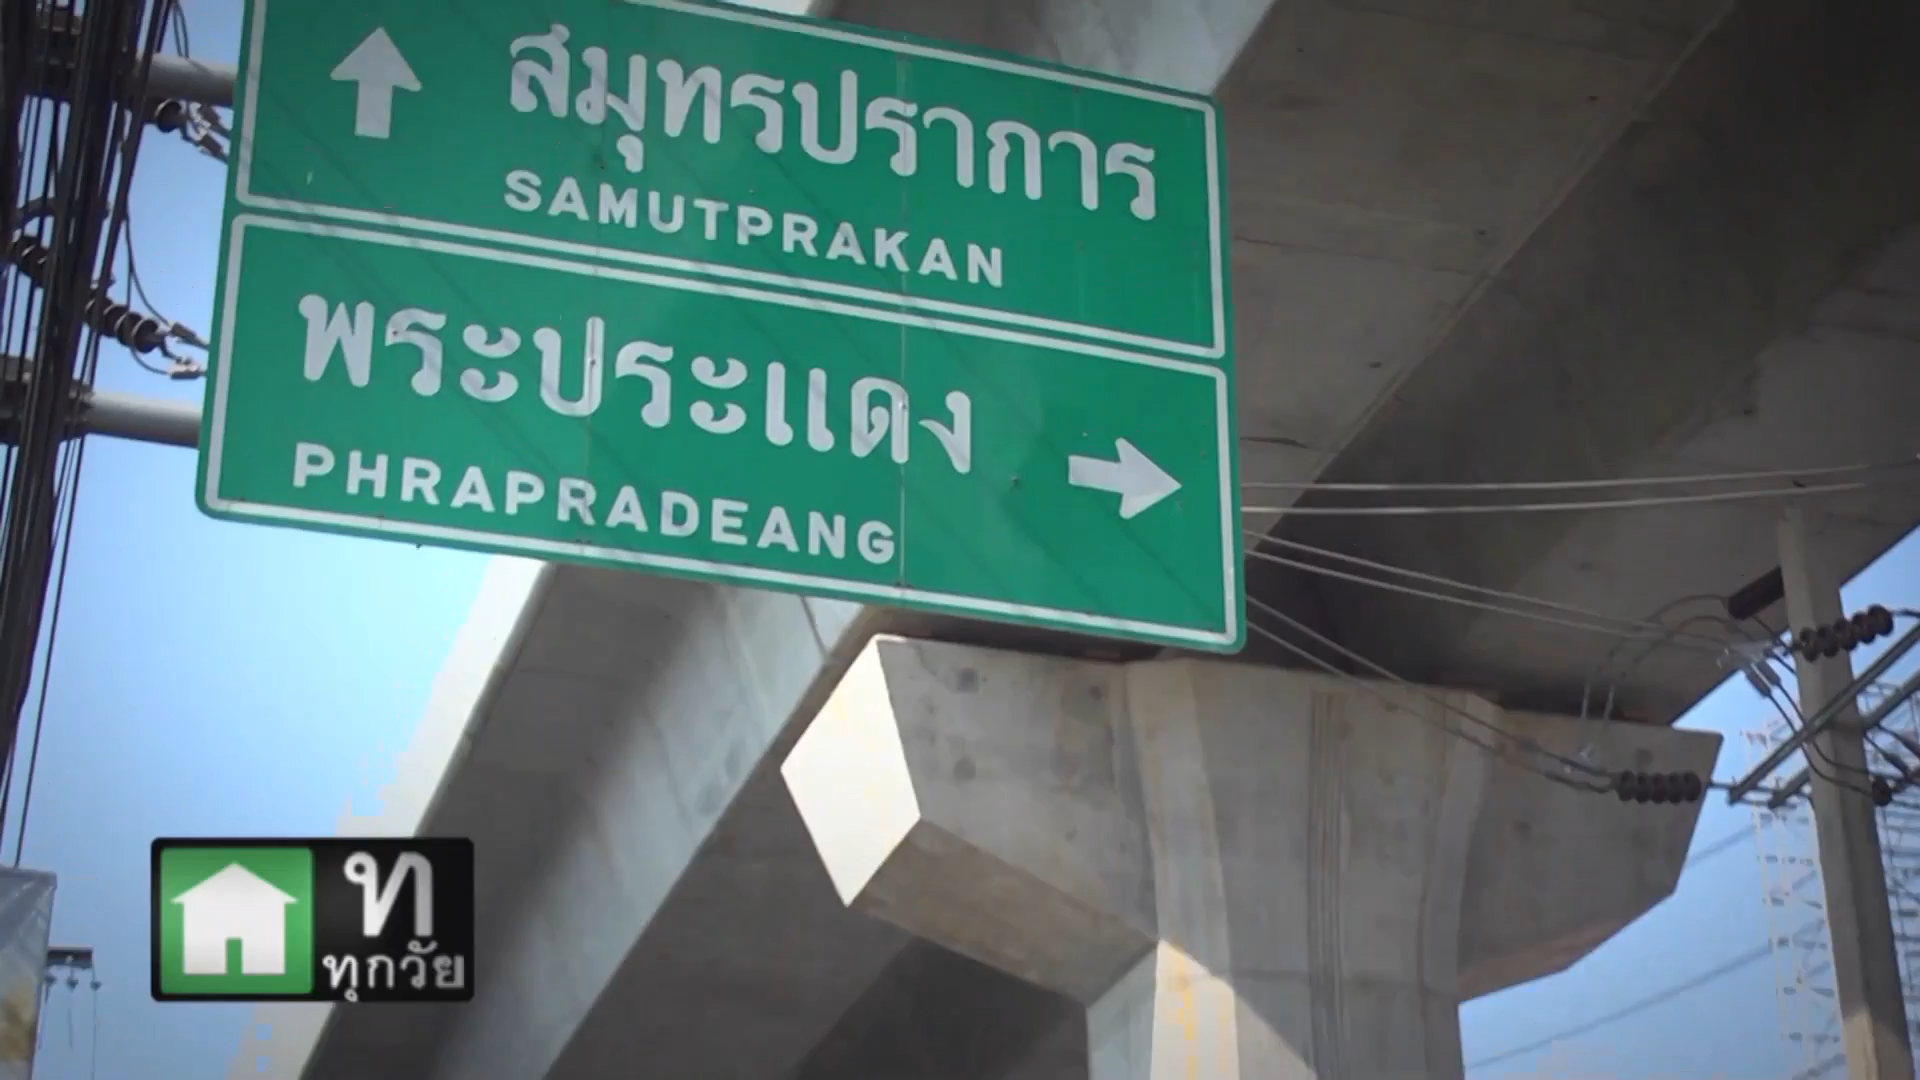 สมุทรปราการ
SAMUTPRAKAN
พระประแดง
PHRAPRADEANG
ท
ทุกวัย